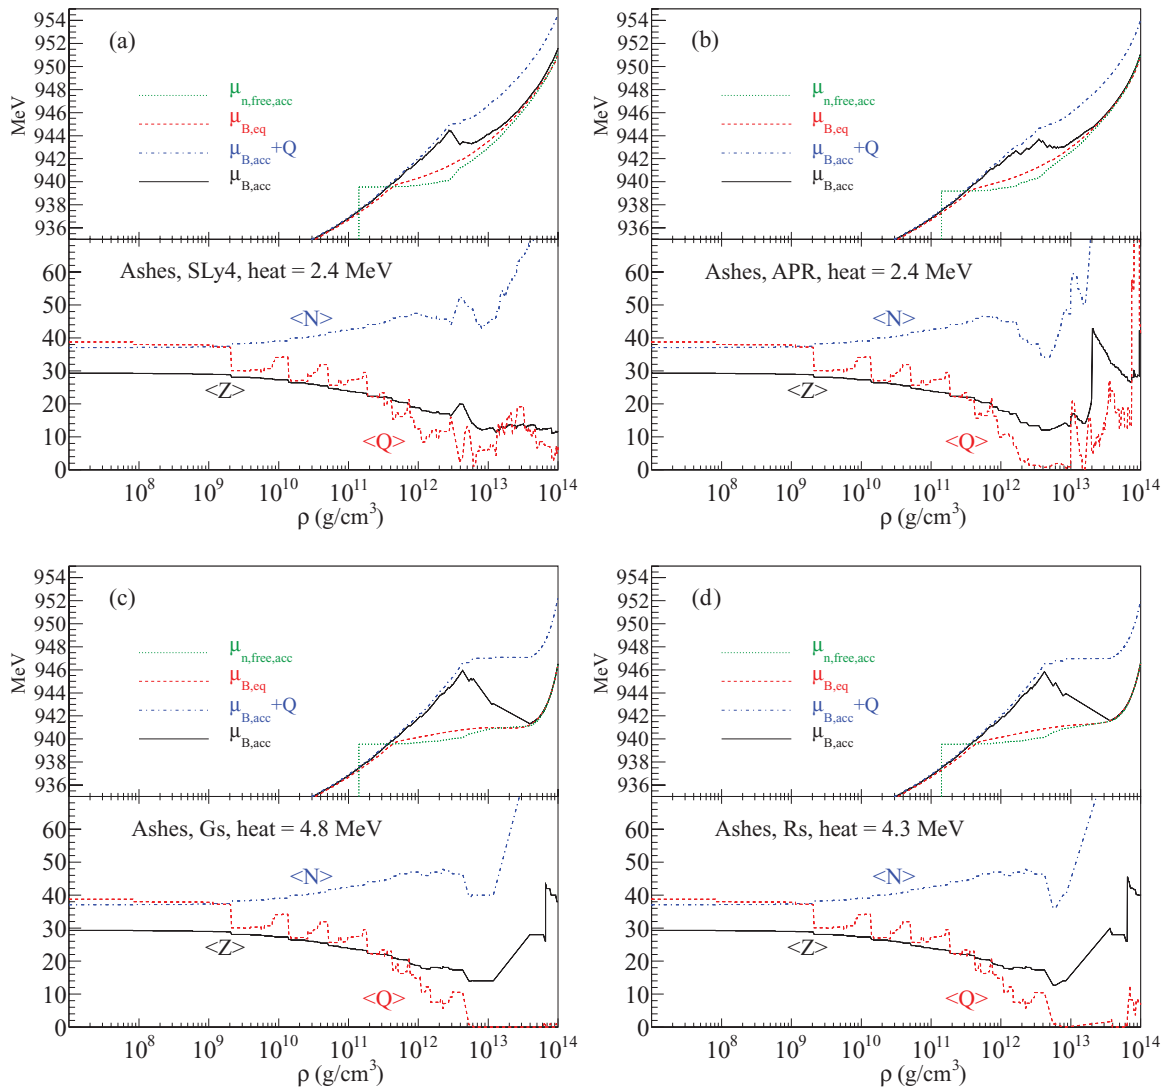 (a)
954
952
950
948
946
944
942
940
938
936
MeV
μn,free,acc
μB,eq
μB,acc+Q
μB,acc
Ashes, SLy4, heat = 2.4 MeV
60
50
40
30
20
10
0
<N>
<Z>
<Q>
10^8 10^9 10^10 10^11 10^12 10^13 10^14
ρ (g/cm^3)
(b)
954
952
950
948
946
944
942
940
938
936
MeV
μn,free,acc
μB,eq
μB,acc+Q
μB,acc
Ashes, APR, heat = 2.4 MeV
60
50
40
30
20
10
0
<N>
<Z>
<Q>
10^8 10^9 10^10 10^11 10^12 10^13 10^14
ρ (g/cm^3)
(c)
954
952
950
948
946
944
942
940
938
936
MeV
μn,free,acc
μB,eq
μB,acc+Q
μB,acc
Ashes, Gs, heat = 4.8 MeV
60
50
40
30
20
10
0
<N>
<Z>
<Q>
10^8 10^9 10^10 10^11 10^12 10^13 10^14
ρ (g/cm^3)
(d)
954
952
950
948
946
944
942
940
938
936
MeV
μn,free,acc
μB,eq
μB,acc+Q
μB,acc
Ashes, Rs, heat = 4.3 MeV
60
50
40
30
20
10
0
<N>
<Z>
<Q>
10^8 10^9 10^10 10^11 10^12 10^13 10^14
ρ (g/cm^3)